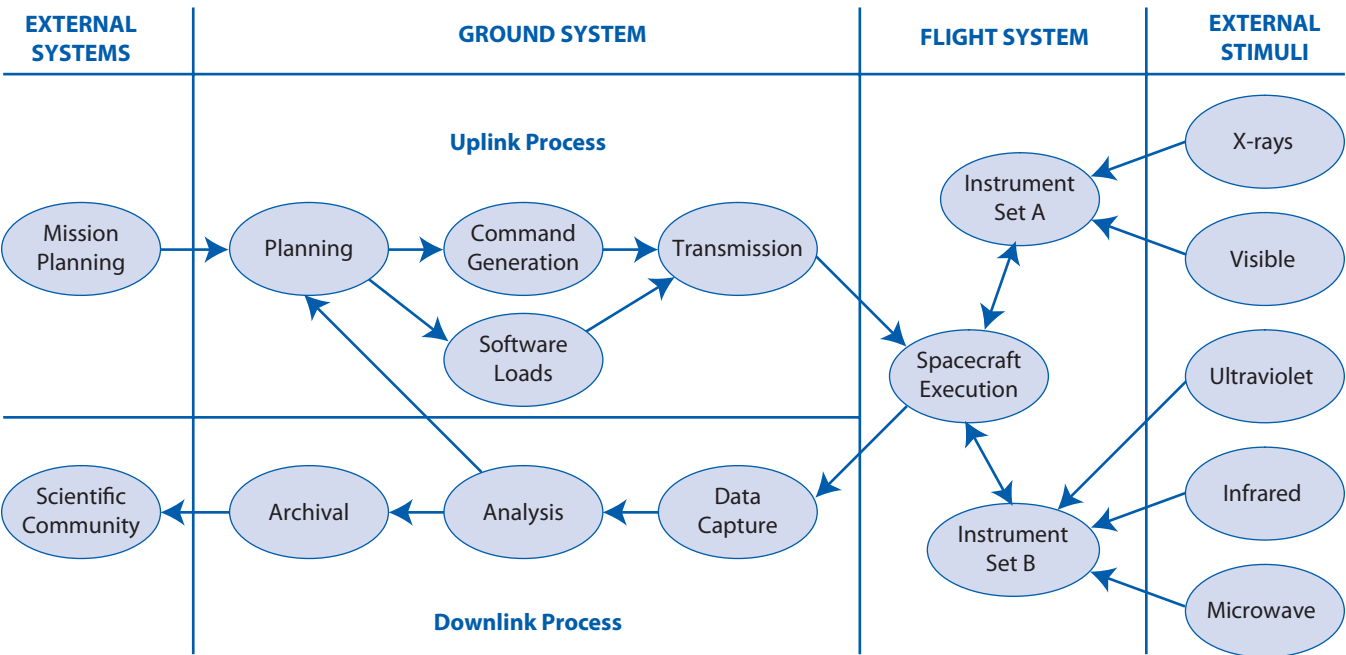 EXTERNAL
SYSTEMS
GROUND SYSTEM
FLIGHT SYSTEM
EXTERNAL
STIMULI
Uplink Process
Mission
Planning
Planning
Command
Generation
Transmission
Software
Loads
Instrument
Set A
Spacecraft
Execution
X-rays
Visible
Ultraviolet
Scientific
Community
Archival
Analysis
Data
Capture
Instrument
Set B
Infrared
Microwave
Downlink Process